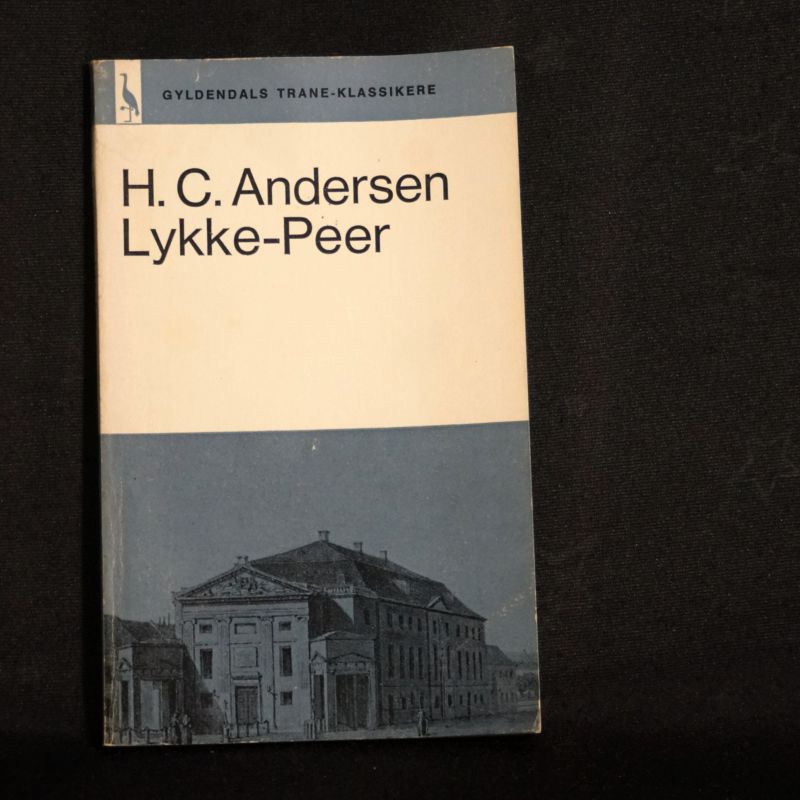 GYLDENDALS TRANE-KLASSIKERE
H. C. Andersen
Lykke-Peer